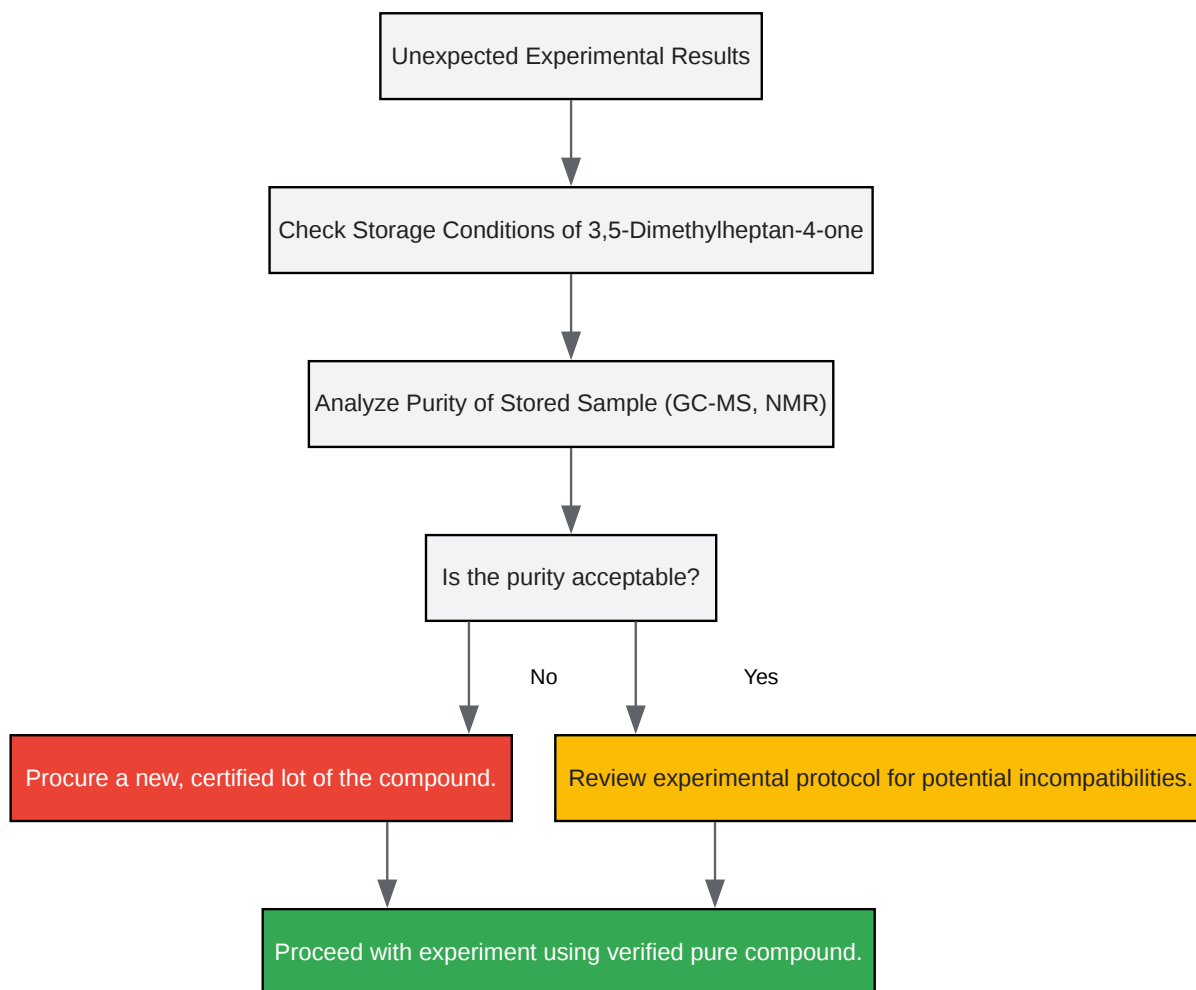 Unexpected Experimental Results
Check Storage Conditions of 3,5-Dimethylheptan-4-one
Analyze Purity of Stored Sample (GC-MS, NMR)
Is the purity acceptable?
No
Yes
Procure a new, certified lot of the compound.
Review experimental protocol for potential incompatibilities.
Proceed with experiment using verified pure compound.